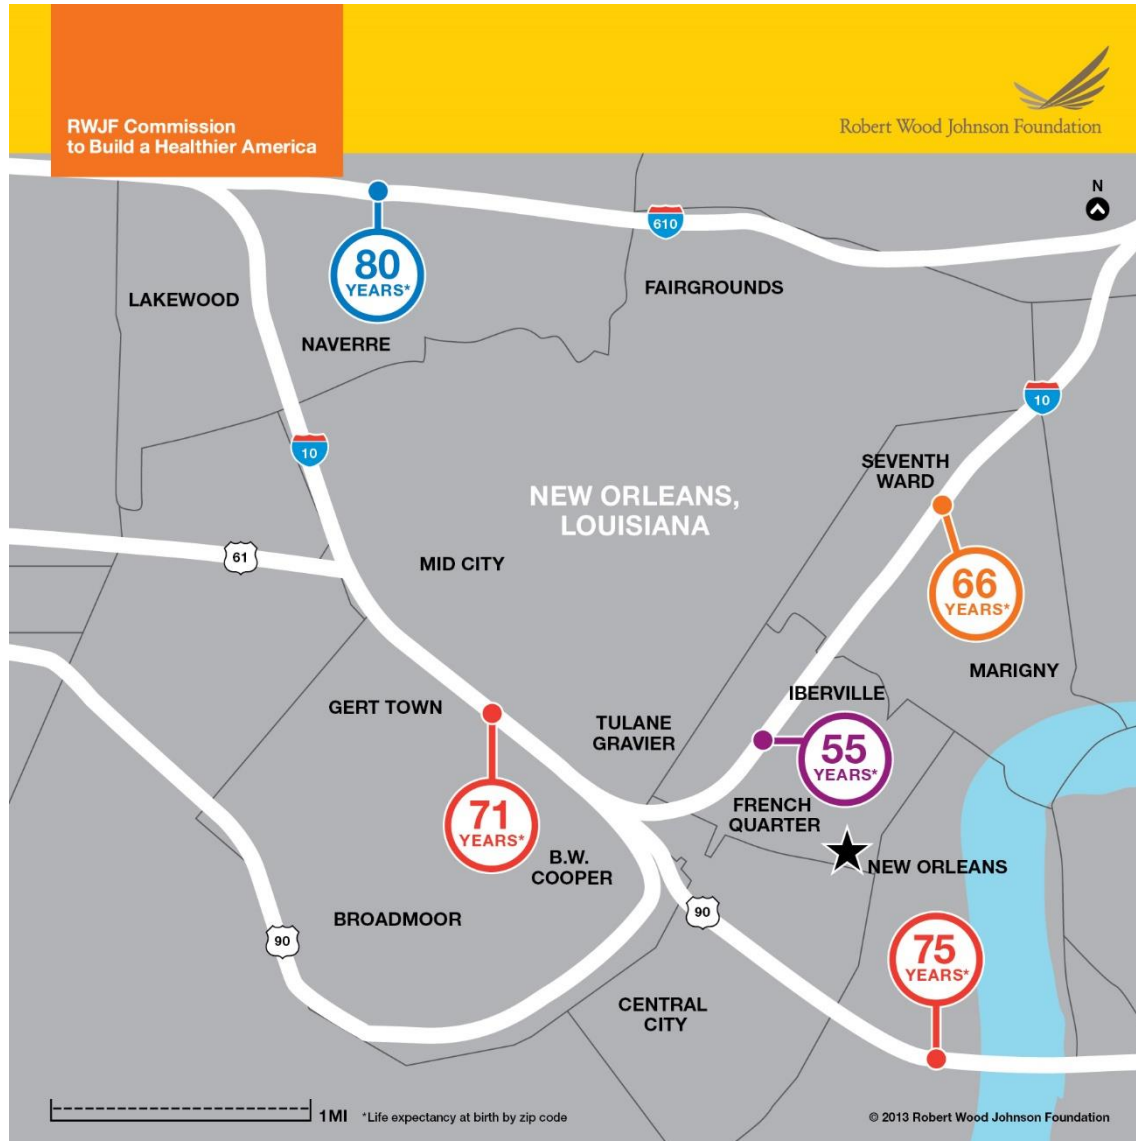 RWJF Commission
to Build a Healthier America
Robert Wood Johnson Foundation
N
610
80
YEARS*
LAKEWOOD
FAIRGROUNDS
NAVERRE
10
10
SEVENTH
WARD
NEW ORLEANS,
LOUISIANA
61
MID CITY
66
YEARS*
MARIGNY
IBERVILLE
GERT TOWN
TULANE
GRAVIER
55
YEARS*
71
YEARS*
FRENCH
QUARTER
B.W.
COOPER
NEW ORLEANS
BROADMOOR
90
90
75
YEARS*
CENTRAL
CITY
1MI
*Life expectancy at birth by zip code
© 2013 Robert Wood Johnson Foundation